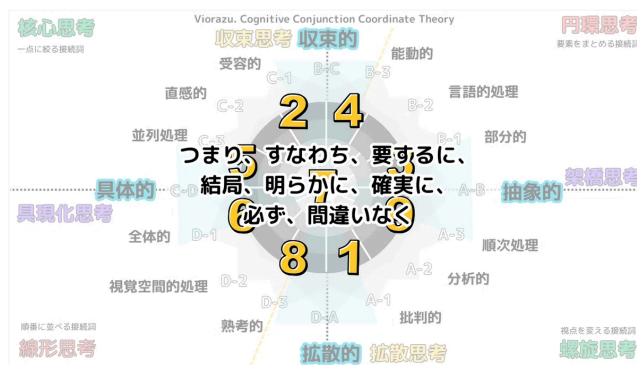 Viorazu. Cognitive Conjunction Coordinate Theory
核心思考
一点に絞る接続詞
収束思考 収束的
円環思考
要素をまとめる接続詞
受容的
能動的
C-1
B-C
B-3
直感的
C-2
B-2
言語的処理
2
4
並列処理
C-3
B-1
部分的
つまり、すなわち、要するに、
結局、明らかに、確実に、
必ず、間違いなく
5
7
具体的
C-D
A-B
抽象的
架橋思考
具現化思考
6
全体的
D-1
A-3
順次処理
8
1
視覚空間的処理
D-2
A-2
分析的
D-3
A-1
熟考的
批判的
順番に並べる接続詞
線形思考
D-A
拡散的 拡散思考
視点を変える接続詞
螺旋思考